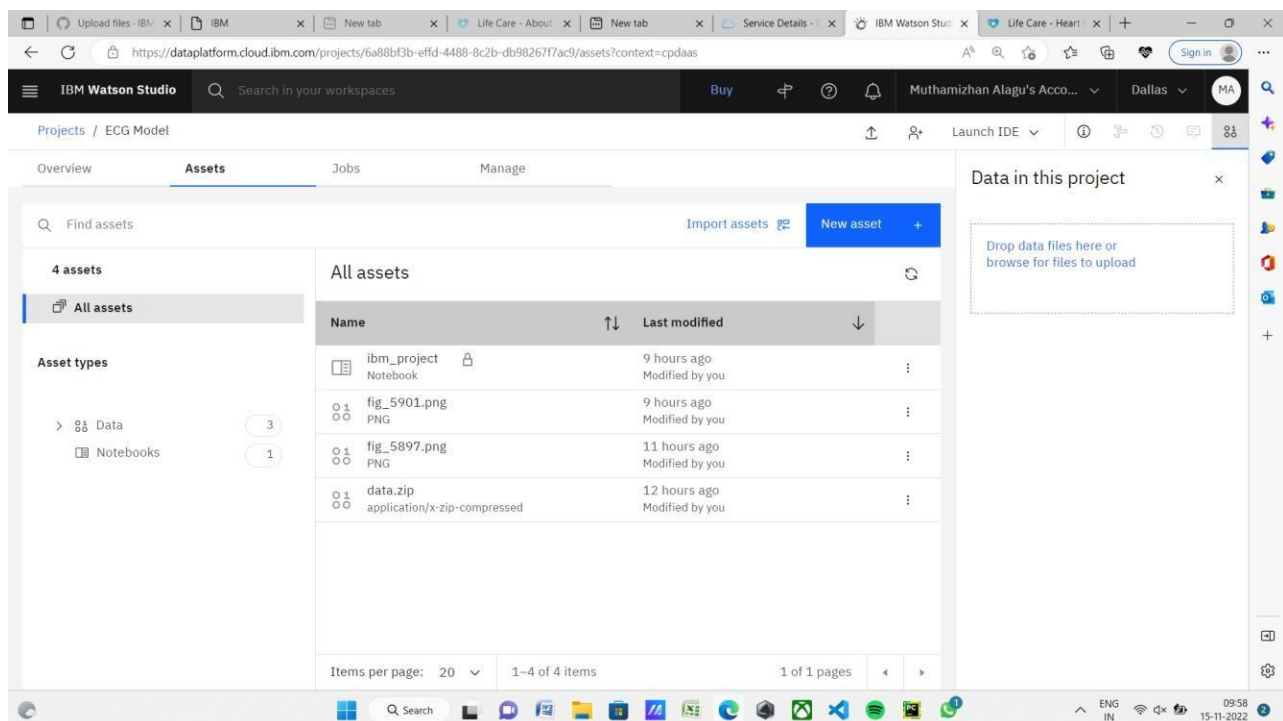 Upload files · IBM
IBM
New tab
Life Care - About
New tab
Service Details -
IBM Watson Stud
Life Care - Heart
https://dataplatform.cloud.ibm.com/projects/6a88bf3b-effd-4488-8c2b-db98267f7ac9/assets?context=cpdaas
Sign in
IBM Watson Studio
Search in your workspaces
Buy
Muthamizhan Alagu's Acco...
Dallas
MA
Projects / ECG Model
Launch IDE
Overview
Assets
Jobs
Manage
Data in this project
Find assets
Import assets
New asset +
Drop data files here or
browse for files to upload
4 assets
All assets
All assets
Name
Last modified
Asset types
Data 3
Notebooks 1
ibm_project
Notebook
9 hours ago
Modified by you
fig_5901.png
PNG
9 hours ago
Modified by you
fig_5897.png
PNG
11 hours ago
Modified by you
data.zip
application/x-zip-compressed
12 hours ago
Modified by you
Items per page: 20
1–4 of 4 items
1 of 1 pages
Search
ENG
IN
09:58
15-11-2022
2